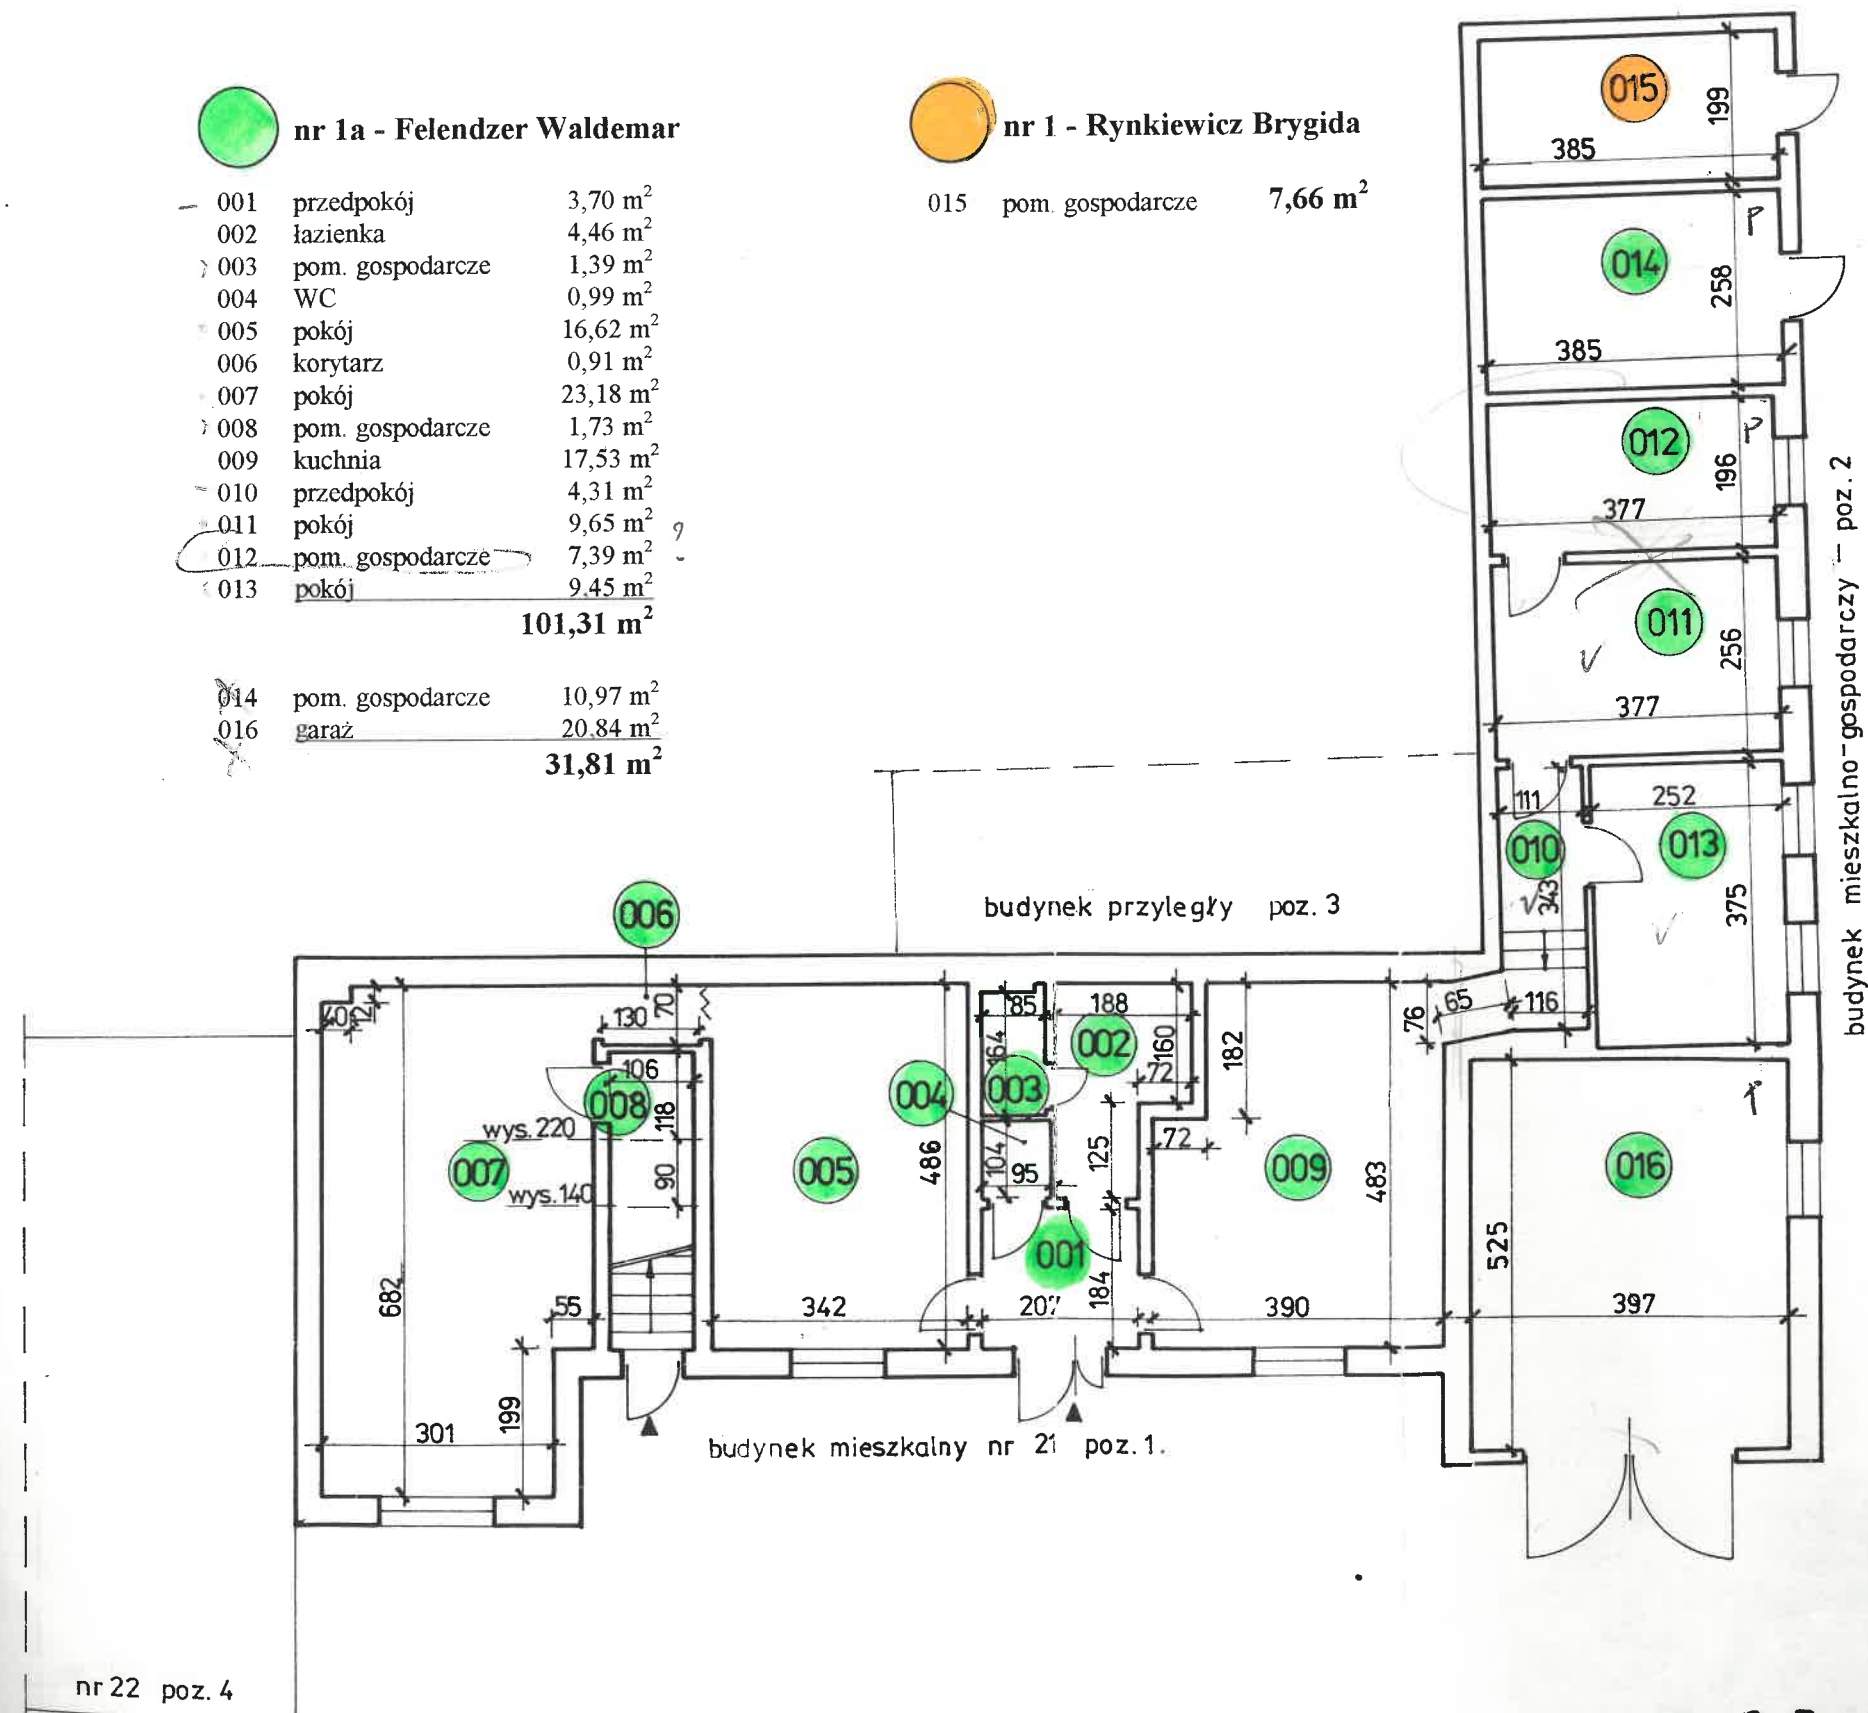 nr 1a - Felendzer Waldemar
001 przedpokój 3,70 m²
002 łazienka 4,46 m²
003 pom. gospodarcze 1,39 m²
004 WC 0,99 m²
005 pokój 16,62 m²
006 korytarz 0,91 m²
007 pokój 23,18 m²
008 pom. gospodarcze 1,73 m²
009 kuchnia 17,53 m²
010 przedpokój 4,31 m²
011 pokój 9,65 m²
012 pom. gospodarcze 7,39 m² ?
013 pokój 9,45 m²
101,31 m²
014 pom. gospodarcze 10,97 m²
016 garaż 20,84 m²
31,81 m²
nr 1 - Rynkiewicz Brygida
015 pom. gospodarcze 7,66 m²
015
199
385
P
014
258
385
012
P
196
377
011
256
377
V
budynek mieszkalno-gospodarczy — poz. 2
111
252
010
013
343
V
V
375
budynek przyległy poz. 3
006
40
12
130
70
85
188
65
116
76
164
002
160
182
106
004
003
72
008
118
wys. 220
72
P
007
005
486
104
95
125
009
483
016
90
wys. 140
001
525
682
55
342
207
184
390
397
301
199
budynek mieszkalny nr 21 poz. 1.
nr 22 poz. 4